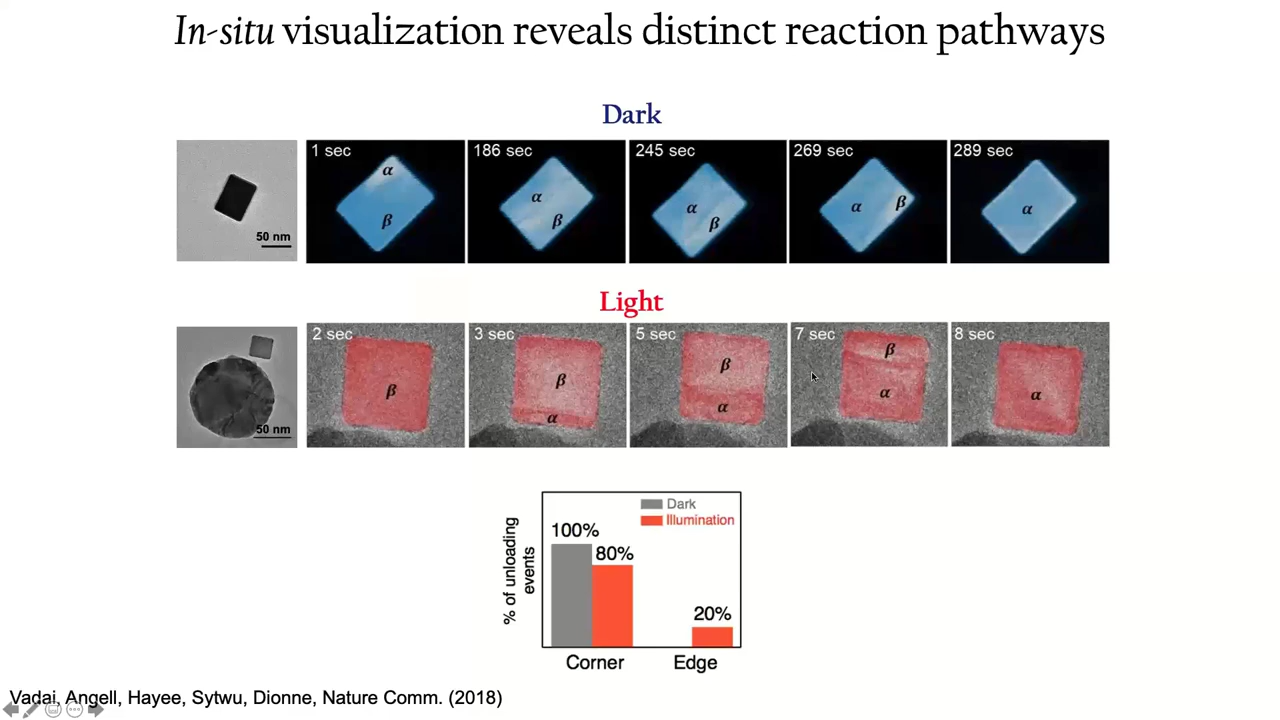 In-situ visualization reveals distinct reaction pathways
Dark
1 sec
α
β
186 sec
α
β
245 sec
α
β
269 sec
α
β
289 sec
α
50 nm
Light
2 sec
β
3 sec
β
α
5 sec
β
α
7 sec
β
α
8 sec
α
50 nm
% of unloading
events
Dark
Illumination
100%
80%
20%
Corner
Edge
Vadai, Angell, Hayee, Sytwu, Dionne, Nature Comm. (2018)